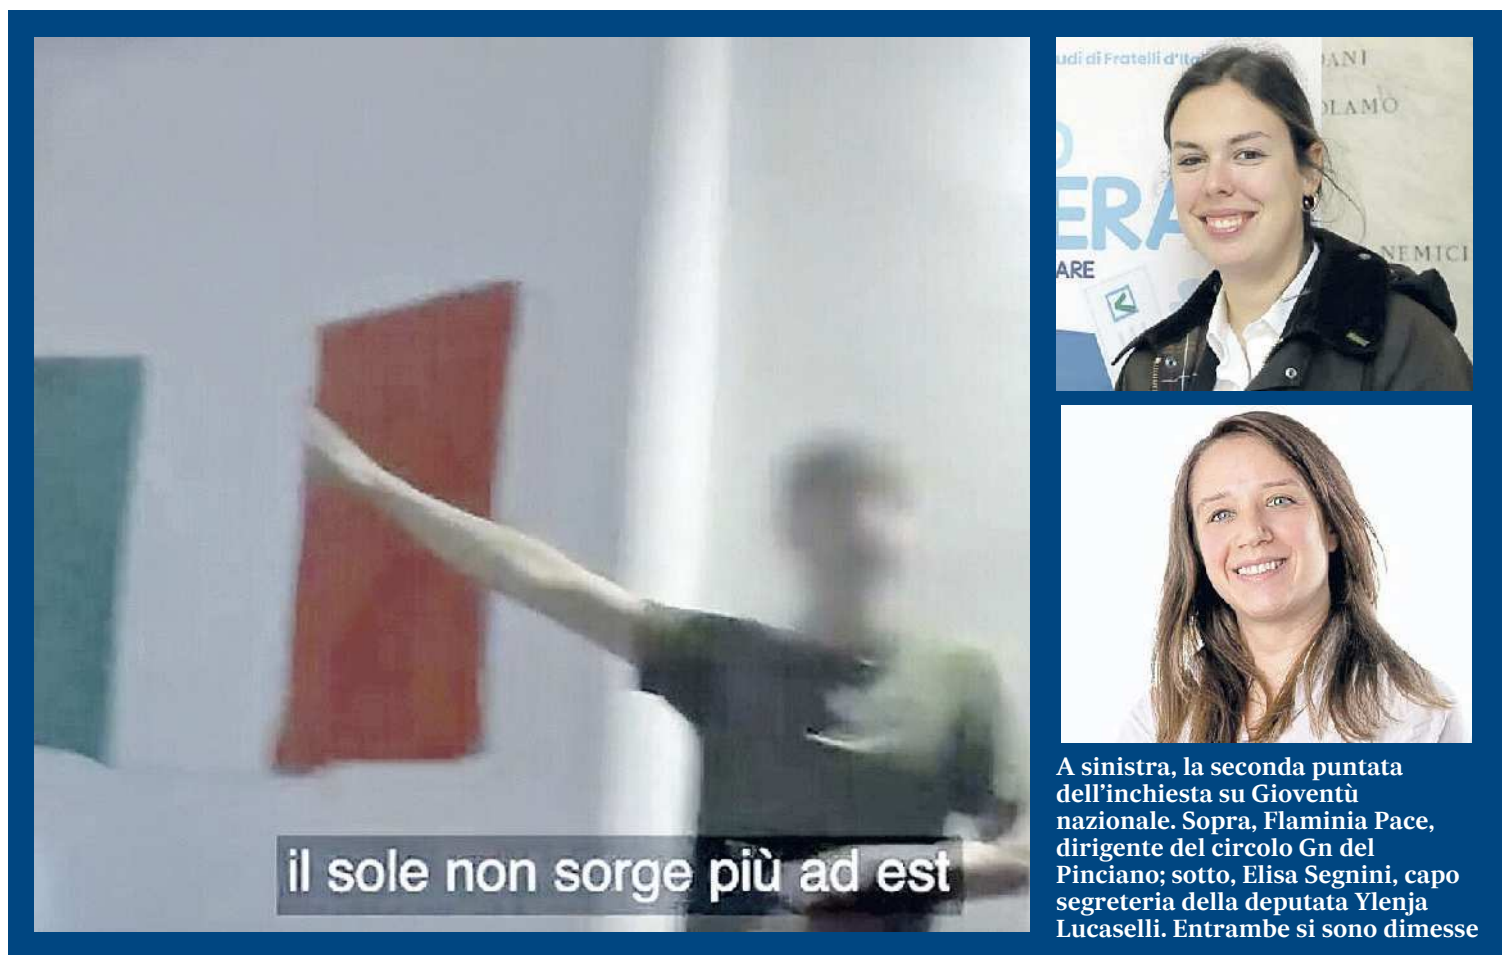 il sole non sorge più ad est
udi di Fratelli d'Ita
ERA
ARE
DANI
OLAMO
NEMICI
A sinistra, la seconda puntata
dell'inchiesta su Gioventù
nazionale. Sopra, Flaminia Pace,
dirigente del circolo Gn del
Pinciano; sotto, Elisa Segnini, capo
segreteria della deputata Ylenja
Lucaselli. Entrambe si sono dimesse